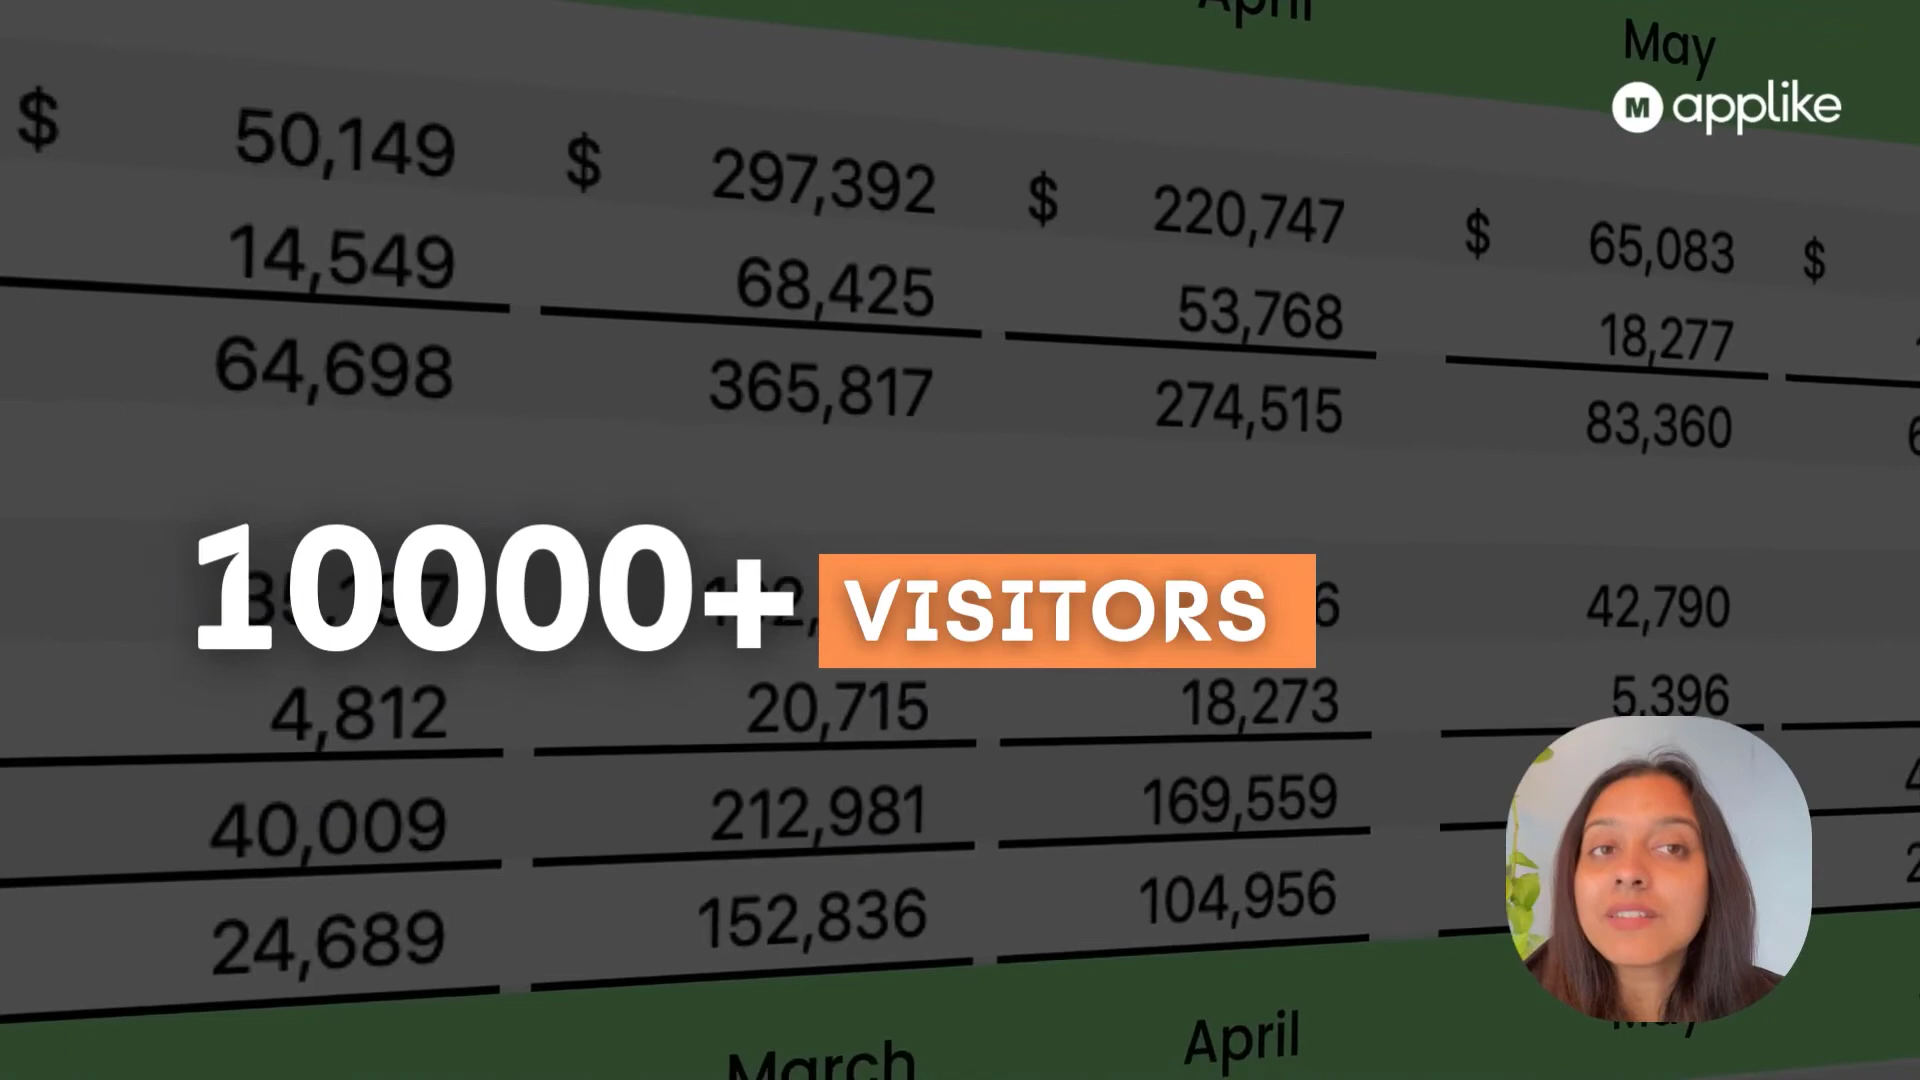 April
May
M applike
$ 50,149 $ 297,392 $ 220,747 $ 65,083 $
14,549 68,425 53,768 18,277
64,698 365,817 274,515 83,360
10000+ VISITORS 42,790
4,812 20,715 18,273 5,396
40,009 212,981 169,559
24,689 152,836 104,956
March April May